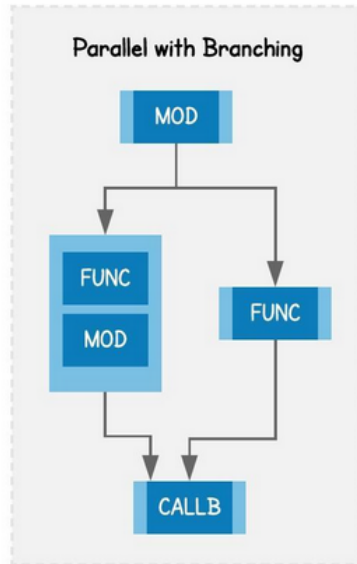 Parallel with Branching
MOD
FUNC
MOD
FUNC
CALLB